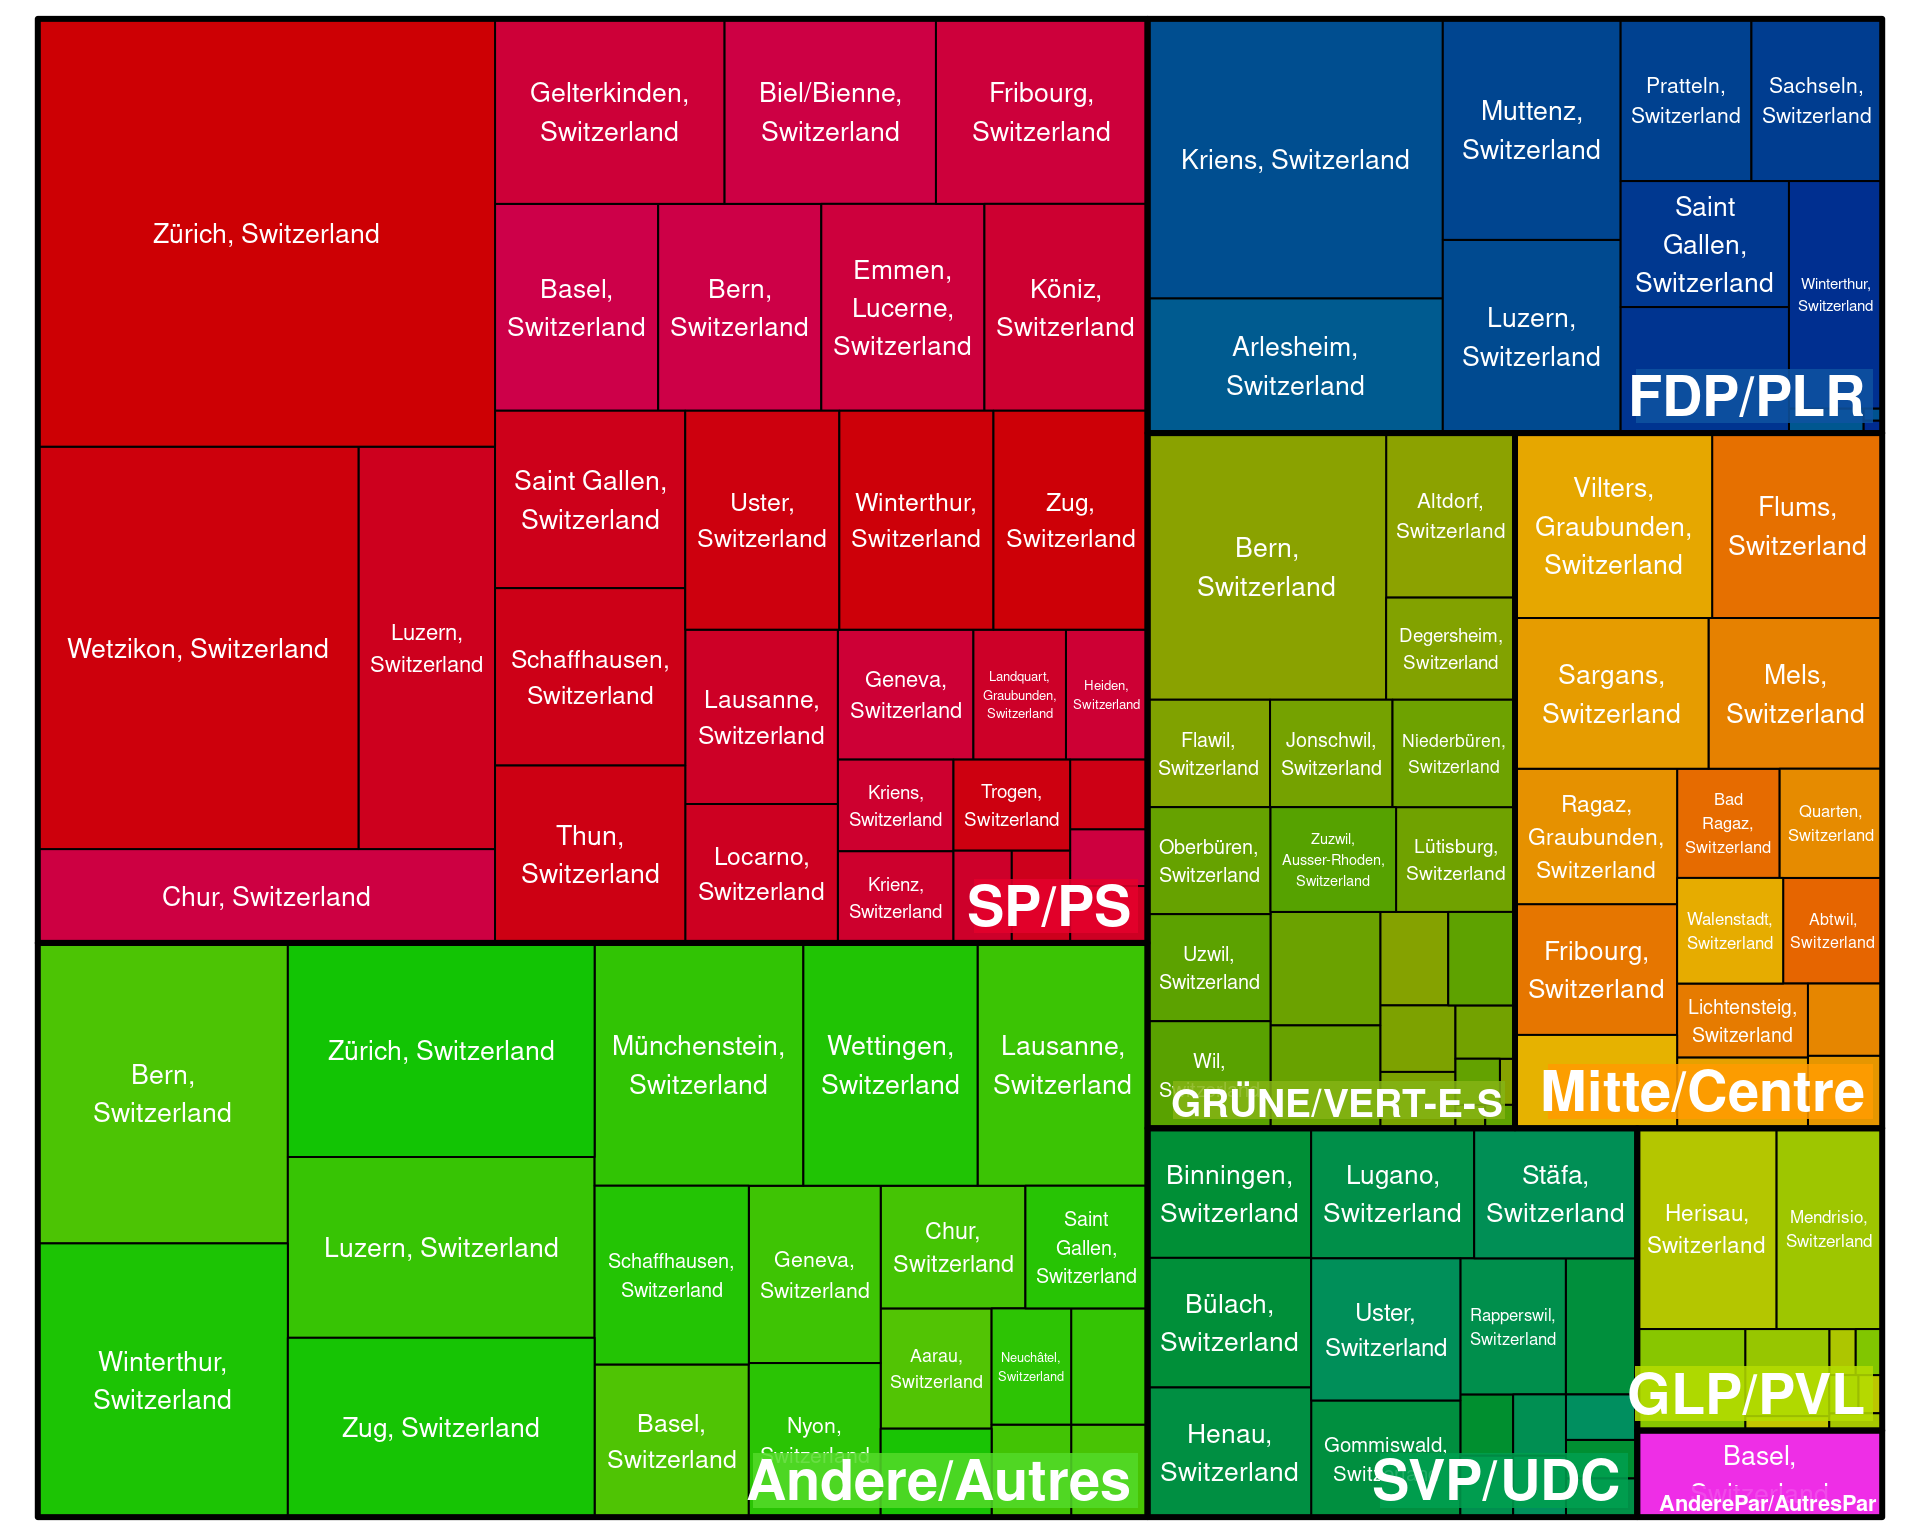 Zürich, Switzerland
Wetzikon, Switzerland
Luzern,
Switzerland
Chur, Switzerland
Gelterkinden,
Switzerland
Biel/Bienne,
Switzerland
Fribourg,
Switzerland
Basel,
Switzerland
Bern,
Switzerland
Emmen,
Lucerne,
Switzerland
Köniz,
Switzerland
Saint Gallen,
Switzerland
Schaffhausen,
Switzerland
Thun,
Switzerland
Uster,
Switzerland
Winterthur,
Switzerland
Zug,
Switzerland
Lausanne,
Switzerland
Locarno,
Switzerland
Geneva,
Switzerland
Landquart,
Graubunden,
Switzerland
Heiden,
Switzerland
Kriens,
Switzerland
Trogen,
Switzerland
Krienz,
Switzerland
SP/PS
Bern,
Switzerland
Winterthur,
Switzerland
Zürich, Switzerland
Luzern, Switzerland
Zug, Switzerland
Münchenstein,
Switzerland
Wettingen,
Switzerland
Lausanne,
Switzerland
Schaffhausen,
Switzerland
Basel,
Switzerland
Geneva,
Switzerland
Nyon,
Switzerland
Chur,
Switzerland
Saint
Gallen,
Switzerland
Aarau,
Switzerland
Neuchâtel,
Switzerland
Andere/Autres
Kriens, Switzerland
Arlesheim,
Switzerland
Muttenz,
Switzerland
Luzern,
Switzerland
Pratteln,
Switzerland
Sachseln,
Switzerland
Saint
Gallen,
Switzerland
Winterthur,
Switzerland
FDP/PLR
Bern,
Switzerland
Altdorf,
Switzerland
Degersheim,
Switzerland
Flawil,
Switzerland
Jonschwil,
Switzerland
Niederbüren,
Switzerland
Oberbüren,
Switzerland
Zuzwil,
Ausser-Rhoden,
Switzerland
Lütisburg,
Switzerland
Uzwil,
Switzerland
Wil,
GRÜNE/VERT-E-S
Vilters,
Graubunden,
Switzerland
Flums,
Switzerland
Sargans,
Switzerland
Mels,
Switzerland
Ragaz,
Graubunden,
Switzerland
Bad
Ragaz,
Switzerland
Quarten,
Switzerland
Fribourg,
Switzerland
Walenstadt,
Switzerland
Abtwil,
Switzerland
Lichtensteig,
Switzerland
Mitte/Centre
Binningen,
Switzerland
Lugano,
Switzerland
Stäfa,
Switzerland
Bülach,
Switzerland
Uster,
Switzerland
Rapperswil,
Switzerland
Henau,
Switzerland
Gommiswald,
SVP/UDC
Herisau,
Switzerland
Mendrisio,
Switzerland
GLP/PVL
Basel,
Switzerland
AnderePar/AutresPar